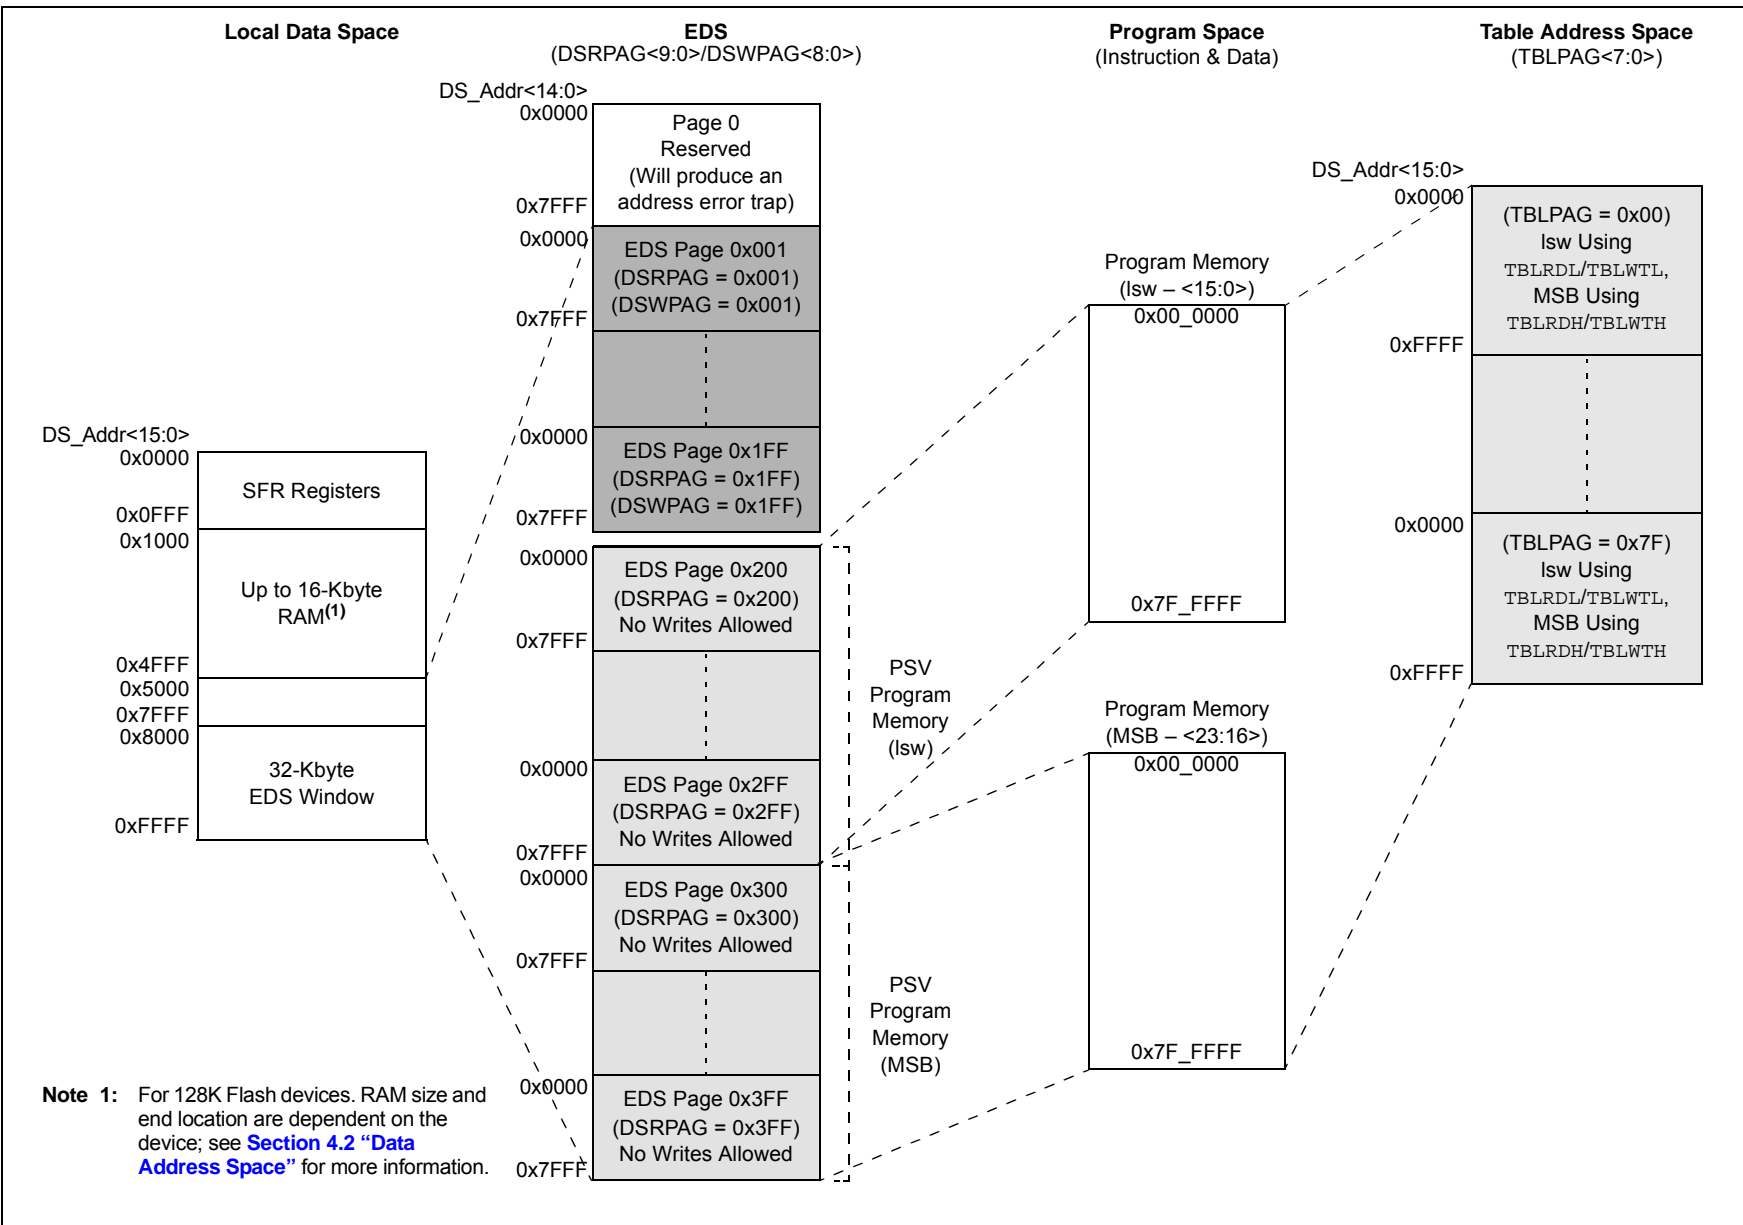 Local Data Space
EDS
(DSRPAG<9:0>/DSWPAG<8:0>)
Program Space
(Instruction & Data)
Table Address Space
(TBLPAG<7:0>)
DS_Addr<15:0>
0x0000
SFR Registers
0x0FFF
0x1000
Up to 16-Kbyte
RAM(1)
0x4FFF
0x5000
0x7FFF
0x8000
32-Kbyte
EDS Window
0xFFFF
DS_Addr<14:0>
0x0000
Page 0
Reserved
(Will produce an
address error trap)
0x7FFF
0x0000
EDS Page 0x001
(DSRPAG = 0x001)
(DSWPAG = 0x001)
0x7FFF
0x0000
EDS Page 0x1FF
(DSRPAG = 0x1FF)
(DSWPAG = 0x1FF)
0x7FFF
0x0000
EDS Page 0x200
(DSRPAG = 0x200)
No Writes Allowed
0x7FFF
0x0000
EDS Page 0x2FF
(DSRPAG = 0x2FF)
No Writes Allowed
0x7FFF
0x0000
EDS Page 0x300
(DSRPAG = 0x300)
No Writes Allowed
0x7FFF
0x0000
EDS Page 0x3FF
(DSRPAG = 0x3FF)
No Writes Allowed
0x7FFF
PSV
Program
Memory
(lsw)
PSV
Program
Memory
(MSB)
Program Memory
(lsw – <15:0>)
0x00_0000
0x7F_FFFF
Program Memory
(MSB – <23:16>)
0x00_0000
0x7F_FFFF
DS_Addr<15:0>
0x0000
(TBLPAG = 0x00)
lsw Using
TBLRDL/TBLWTL,
MSB Using
TBLRDH/TBLWTH
0xFFFF
0x0000
(TBLPAG = 0x7F)
lsw Using
TBLRDL/TBLWTL,
MSB Using
TBLRDH/TBLWTH
0xFFFF
Note 1: For 128K Flash devices. RAM size and
end location are dependent on the
device; see Section 4.2 “Data
Address Space” for more information.